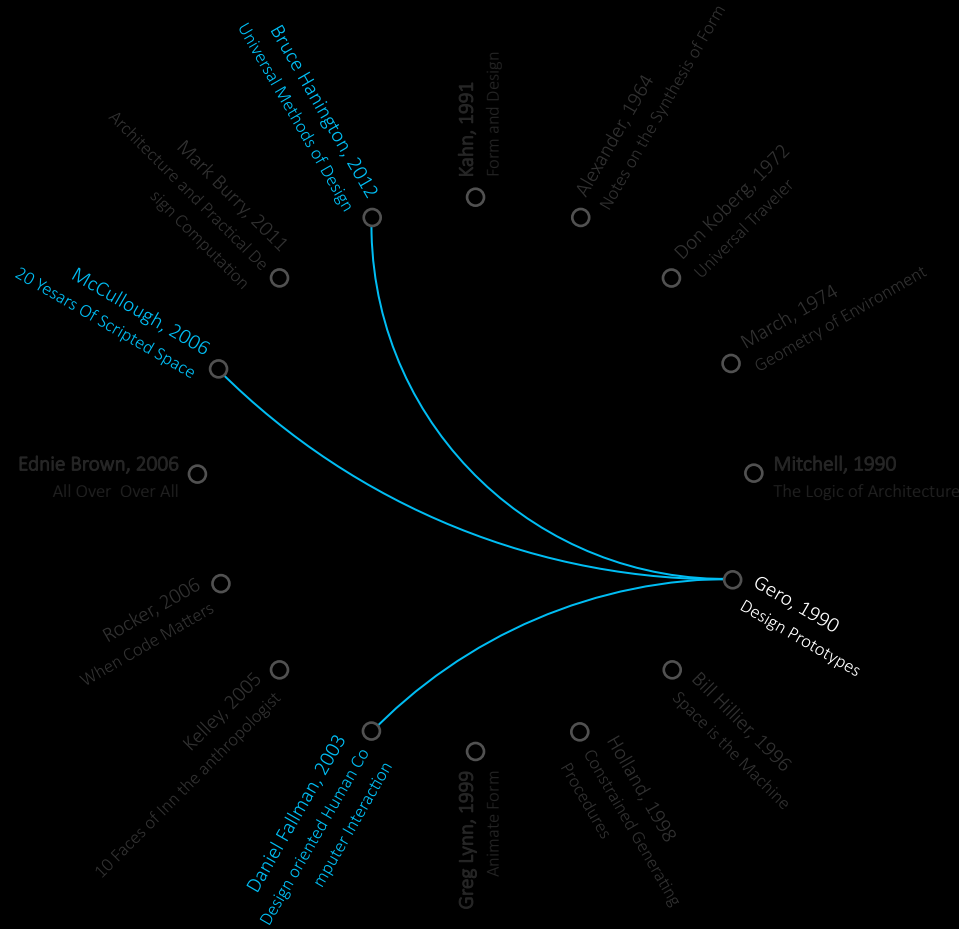 Kahn, 1991
Form and Design
Alexander, 1964
Notes on the Synthesis of Form
Don Koberg, 1972
Universal Traveler
March, 1974
Geometry of Environment
Mitchell, 1990
The Logic of Architecture
Gero, 1990
Design Prototypes
Bill Hillier, 1996
Space is the Machine
Holland, 1998
Constrained Generating
Procedures
Greg Lynn, 1999
Animate Form
Daniel Fallman, 2003
Design oriented Human Co
mputer Interaction
Kelley, 2005
10 Faces of Inn the anthropologist
Rocker, 2006
When Code Matters
Ednie Brown, 2006
All Over  Over All
McCullough, 2006
20 Yesars Of Scripted Space
Mark Burry, 2011
Architecture and Practical De
sign Computation
Bruce Hanington, 2012
Universal Methods of Design